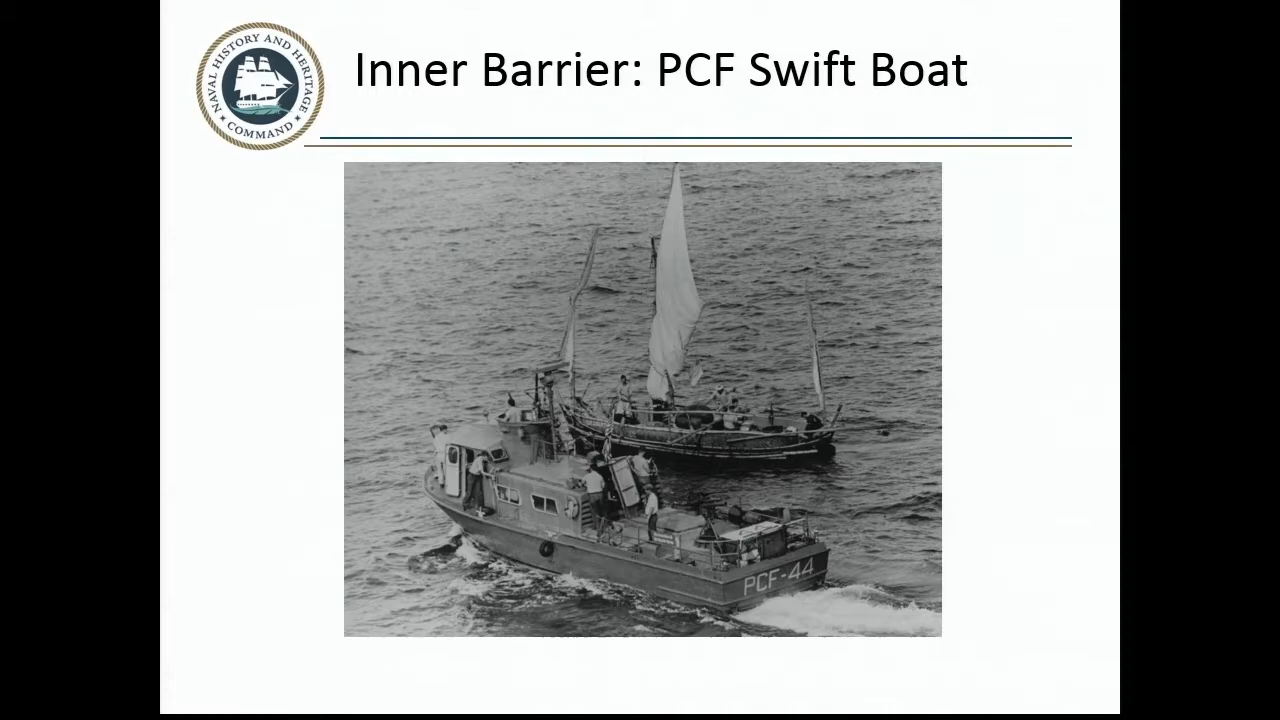 NAVAL HISTORY AND HERITAGE
COMMAND
Inner Barrier: PCF Swift Boat
PCF-44